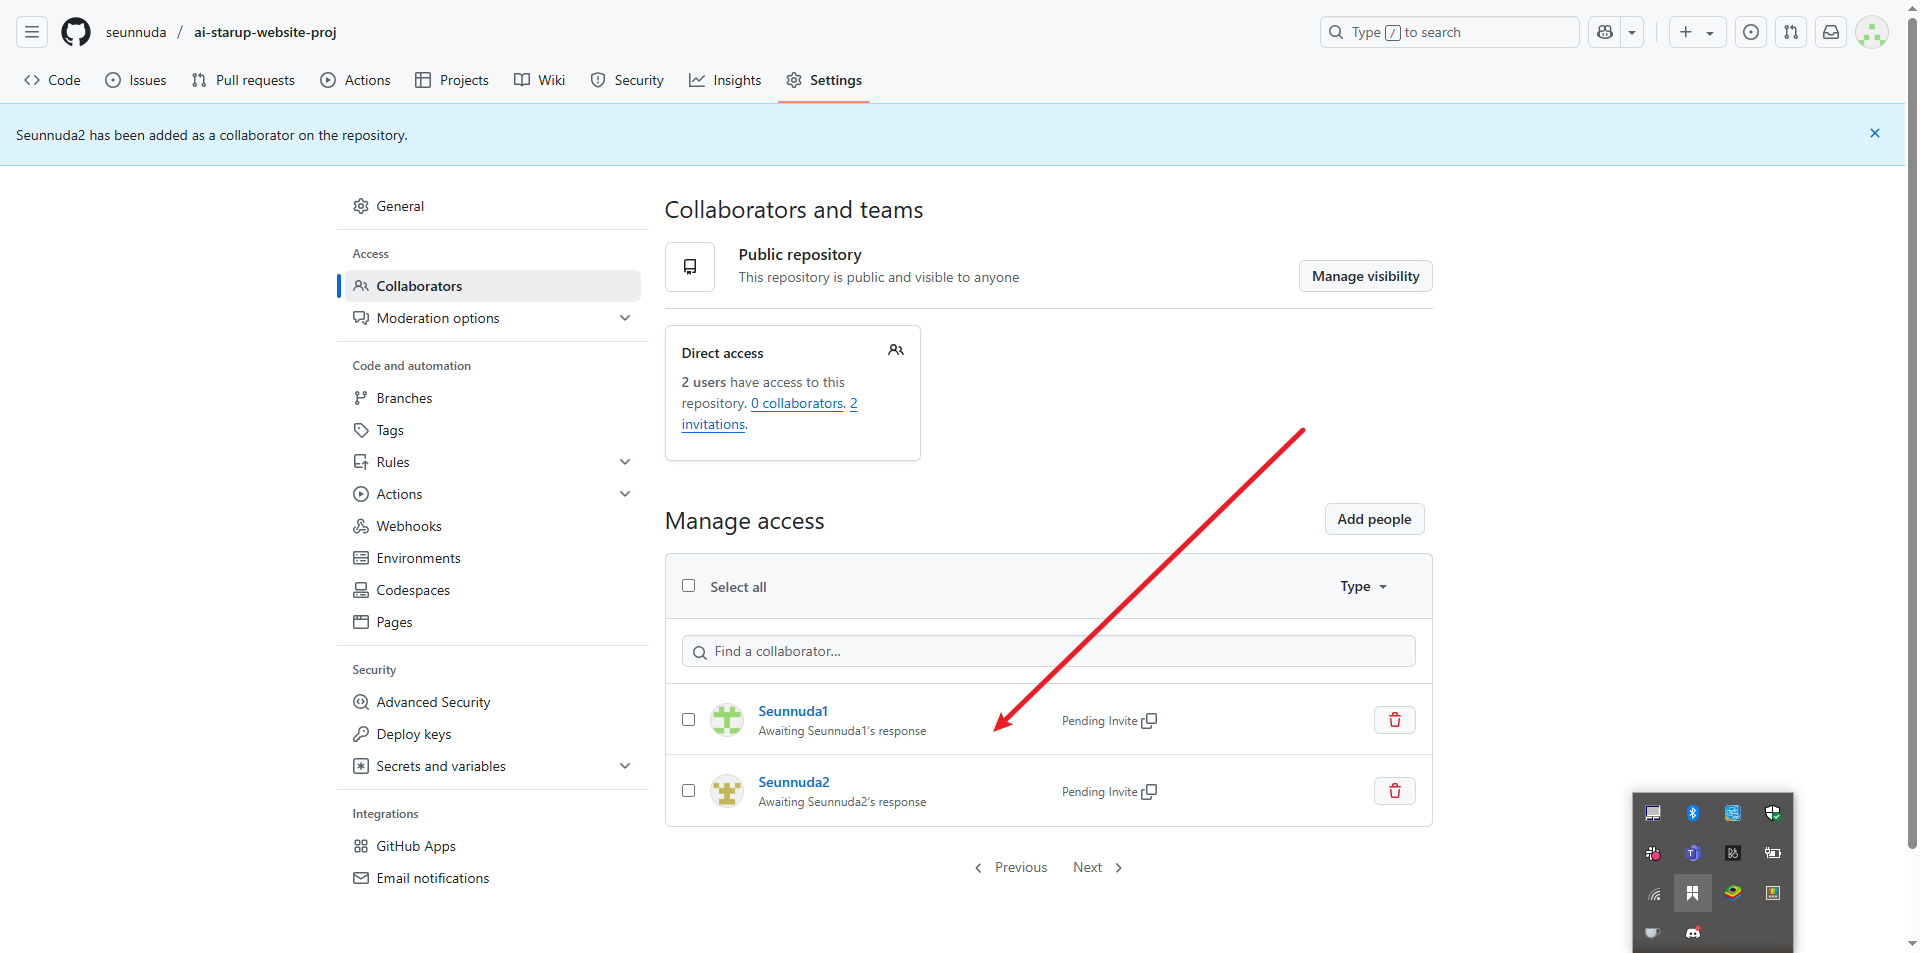 seunnuda / ai-starup-website-proj
Type / to search
Code Issues Pull requests Actions Projects Wiki Security Insights Settings
Seunnuda2 has been added as a collaborator on the repository.
General
Access
Collaborators
Moderation options
Code and automation
Branches
Tags
Rules
Actions
Webhooks
Environments
Codespaces
Pages
Security
Advanced Security
Deploy keys
Secrets and variables
Integrations
GitHub Apps
Email notifications
Collaborators and teams
Public repository
This repository is public and visible to anyone
Manage visibility
Direct access
2 users have access to this
repository. 0 collaborators. 2
invitations.
Manage access
Add people
Select all
Type
Find a collaborator...
Seunnuda1
Awaiting Seunnuda1's response
Pending Invite
Seunnuda2
Awaiting Seunnuda2's response
Pending Invite
Previous Next